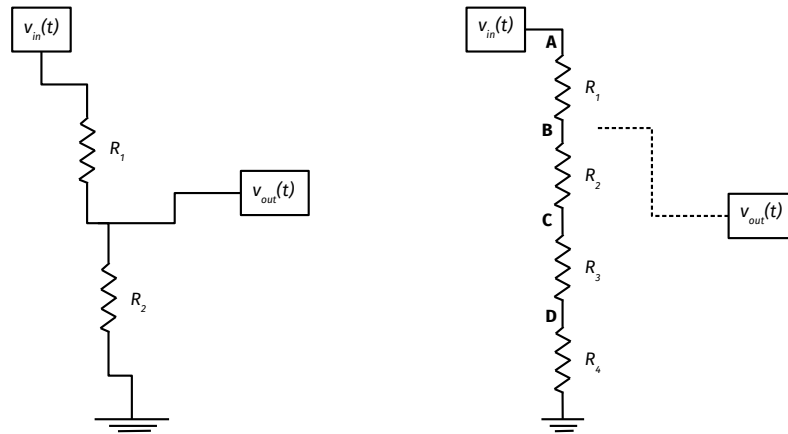 v_in(t)
R_1
v_out(t)
R_2
v_in(t)
A
R_1
B
R_2
C
v_out(t)
R_3
D
R_4